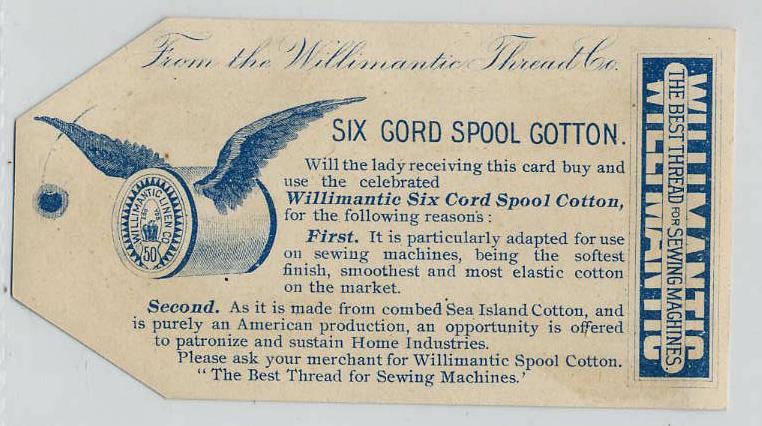 From the Willimantic Thread Co.
SIX CORD SPOOL COTTON.
Will the lady receiving this card buy and
use the celebrated
Willimantic Six Cord Spool Cotton,
for the following reason's:
First. It is particularly adapted for use
on sewing machines, being the softest
finish, smoothest and most elastic cotton
on the market.
Second. As it is made from combed Sea Island Cotton, and
is purely an American production, an opportunity is offered
to patronize and sustain Home Industries.
Please ask your merchant for Willimantic Spool Cotton.
"The Best Thread for Sewing Machines.'
WILLIMANTIC LINEN CO
50
WILLIMANTIC
THE BEST THREAD FOR SEWING MACHINES.
WILLIMANTIC